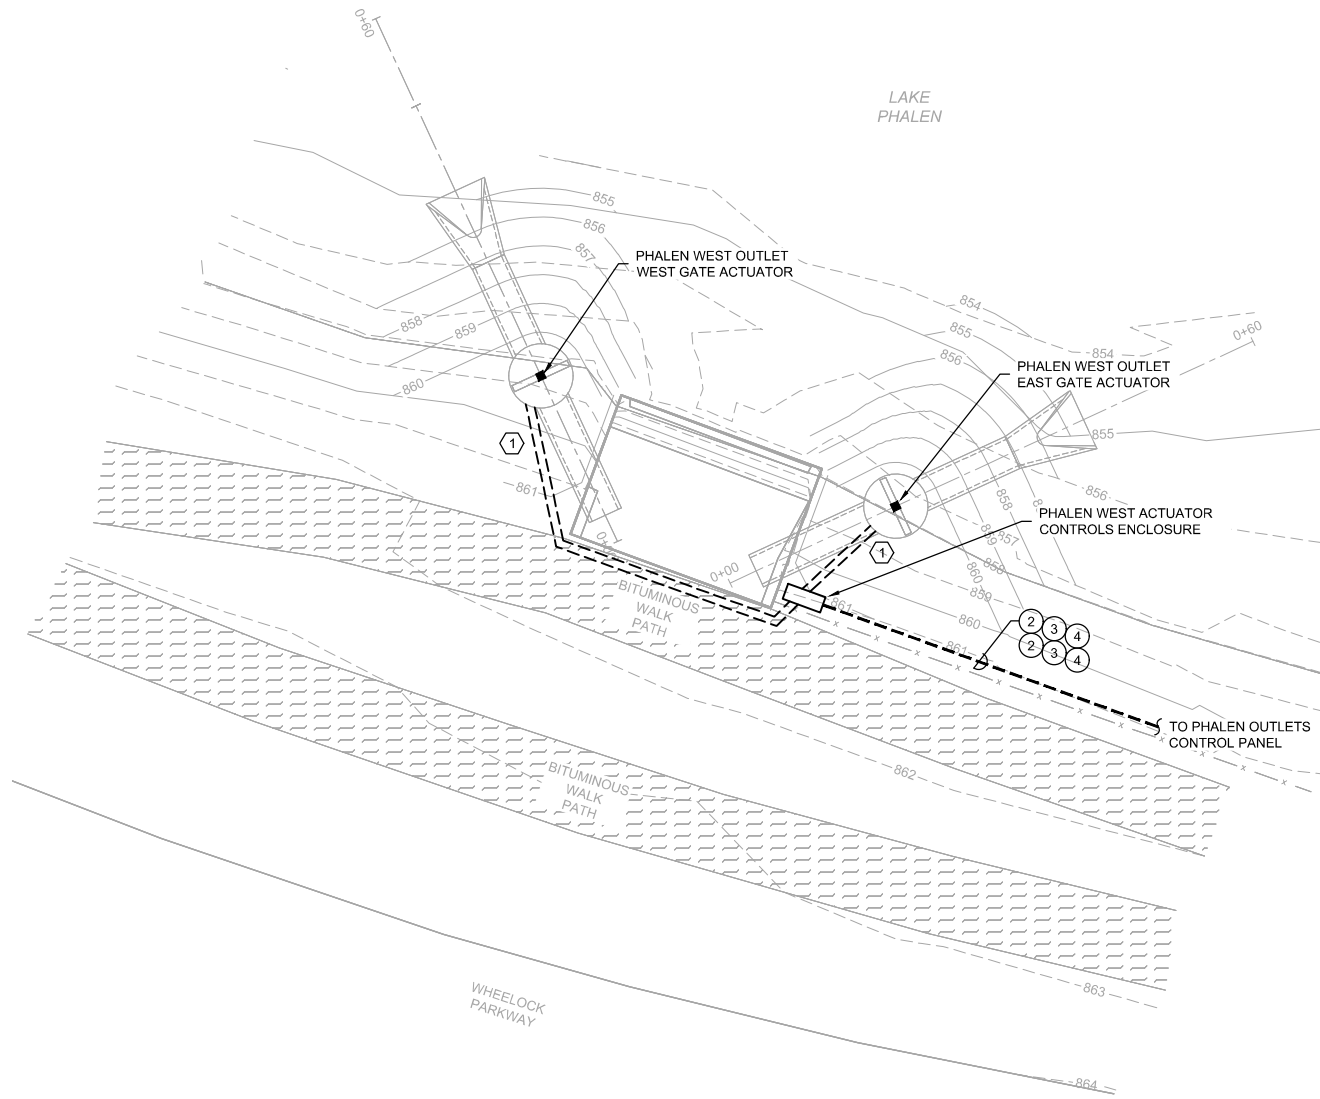 0+60
LAKE
PHALEN
855
856
857
PHALEN WEST OUTLET
WEST GATE ACTUATOR
858
859
860
861
854
855
856
854
0+60
PHALEN WEST OUTLET
EAST GATE ACTUATOR
855
856
858
857
859
858
860
859
860
861
861
PHALEN WEST ACTUATOR
CONTROLS ENCLOSURE
1
1
0+00
BITUMINOUS
WALK
PATH
2 3 4
2 3 4
TO PHALEN OUTLETS
CONTROL PANEL
862
BITUMINOUS
WALK
PATH
863
WHEELOCK
PARKWAY
864